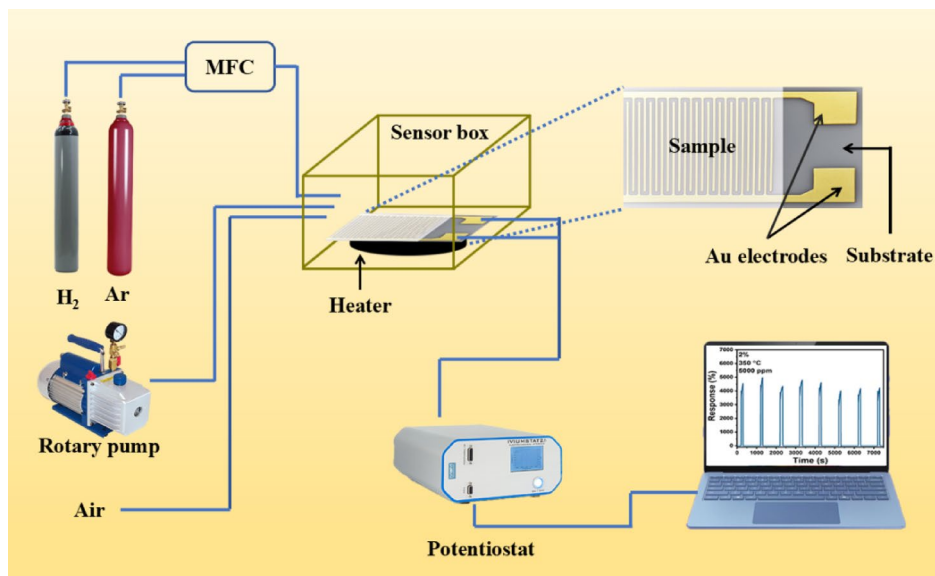 MFC
Sensor box
Sample
Au electrodes
Substrate
H₂
Ar
Heater
Rotary pump
Air
Potentiostat
2%
350 °C
5000 ppm
Response (%)
7000
6000
5000
4000
3000
2000
1000
0
0 1000 2000 3000 4000 5000 6000 7000
Time (s)